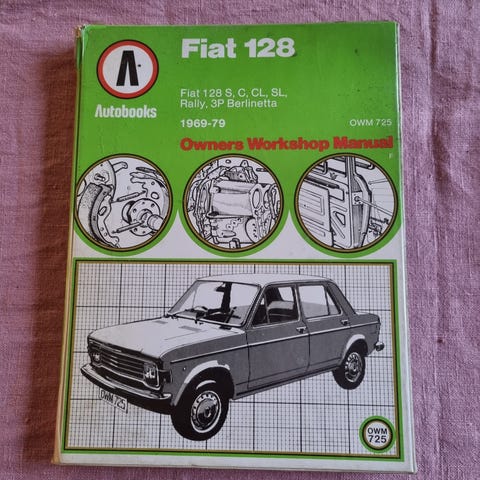 Fiat 128
Autobooks
Fiat 128 S, C, CL, SL,
Rally, 3P Berlinetta
1969-79
OWM 725
Owners Workshop Manual
OWM 725
OWM
725